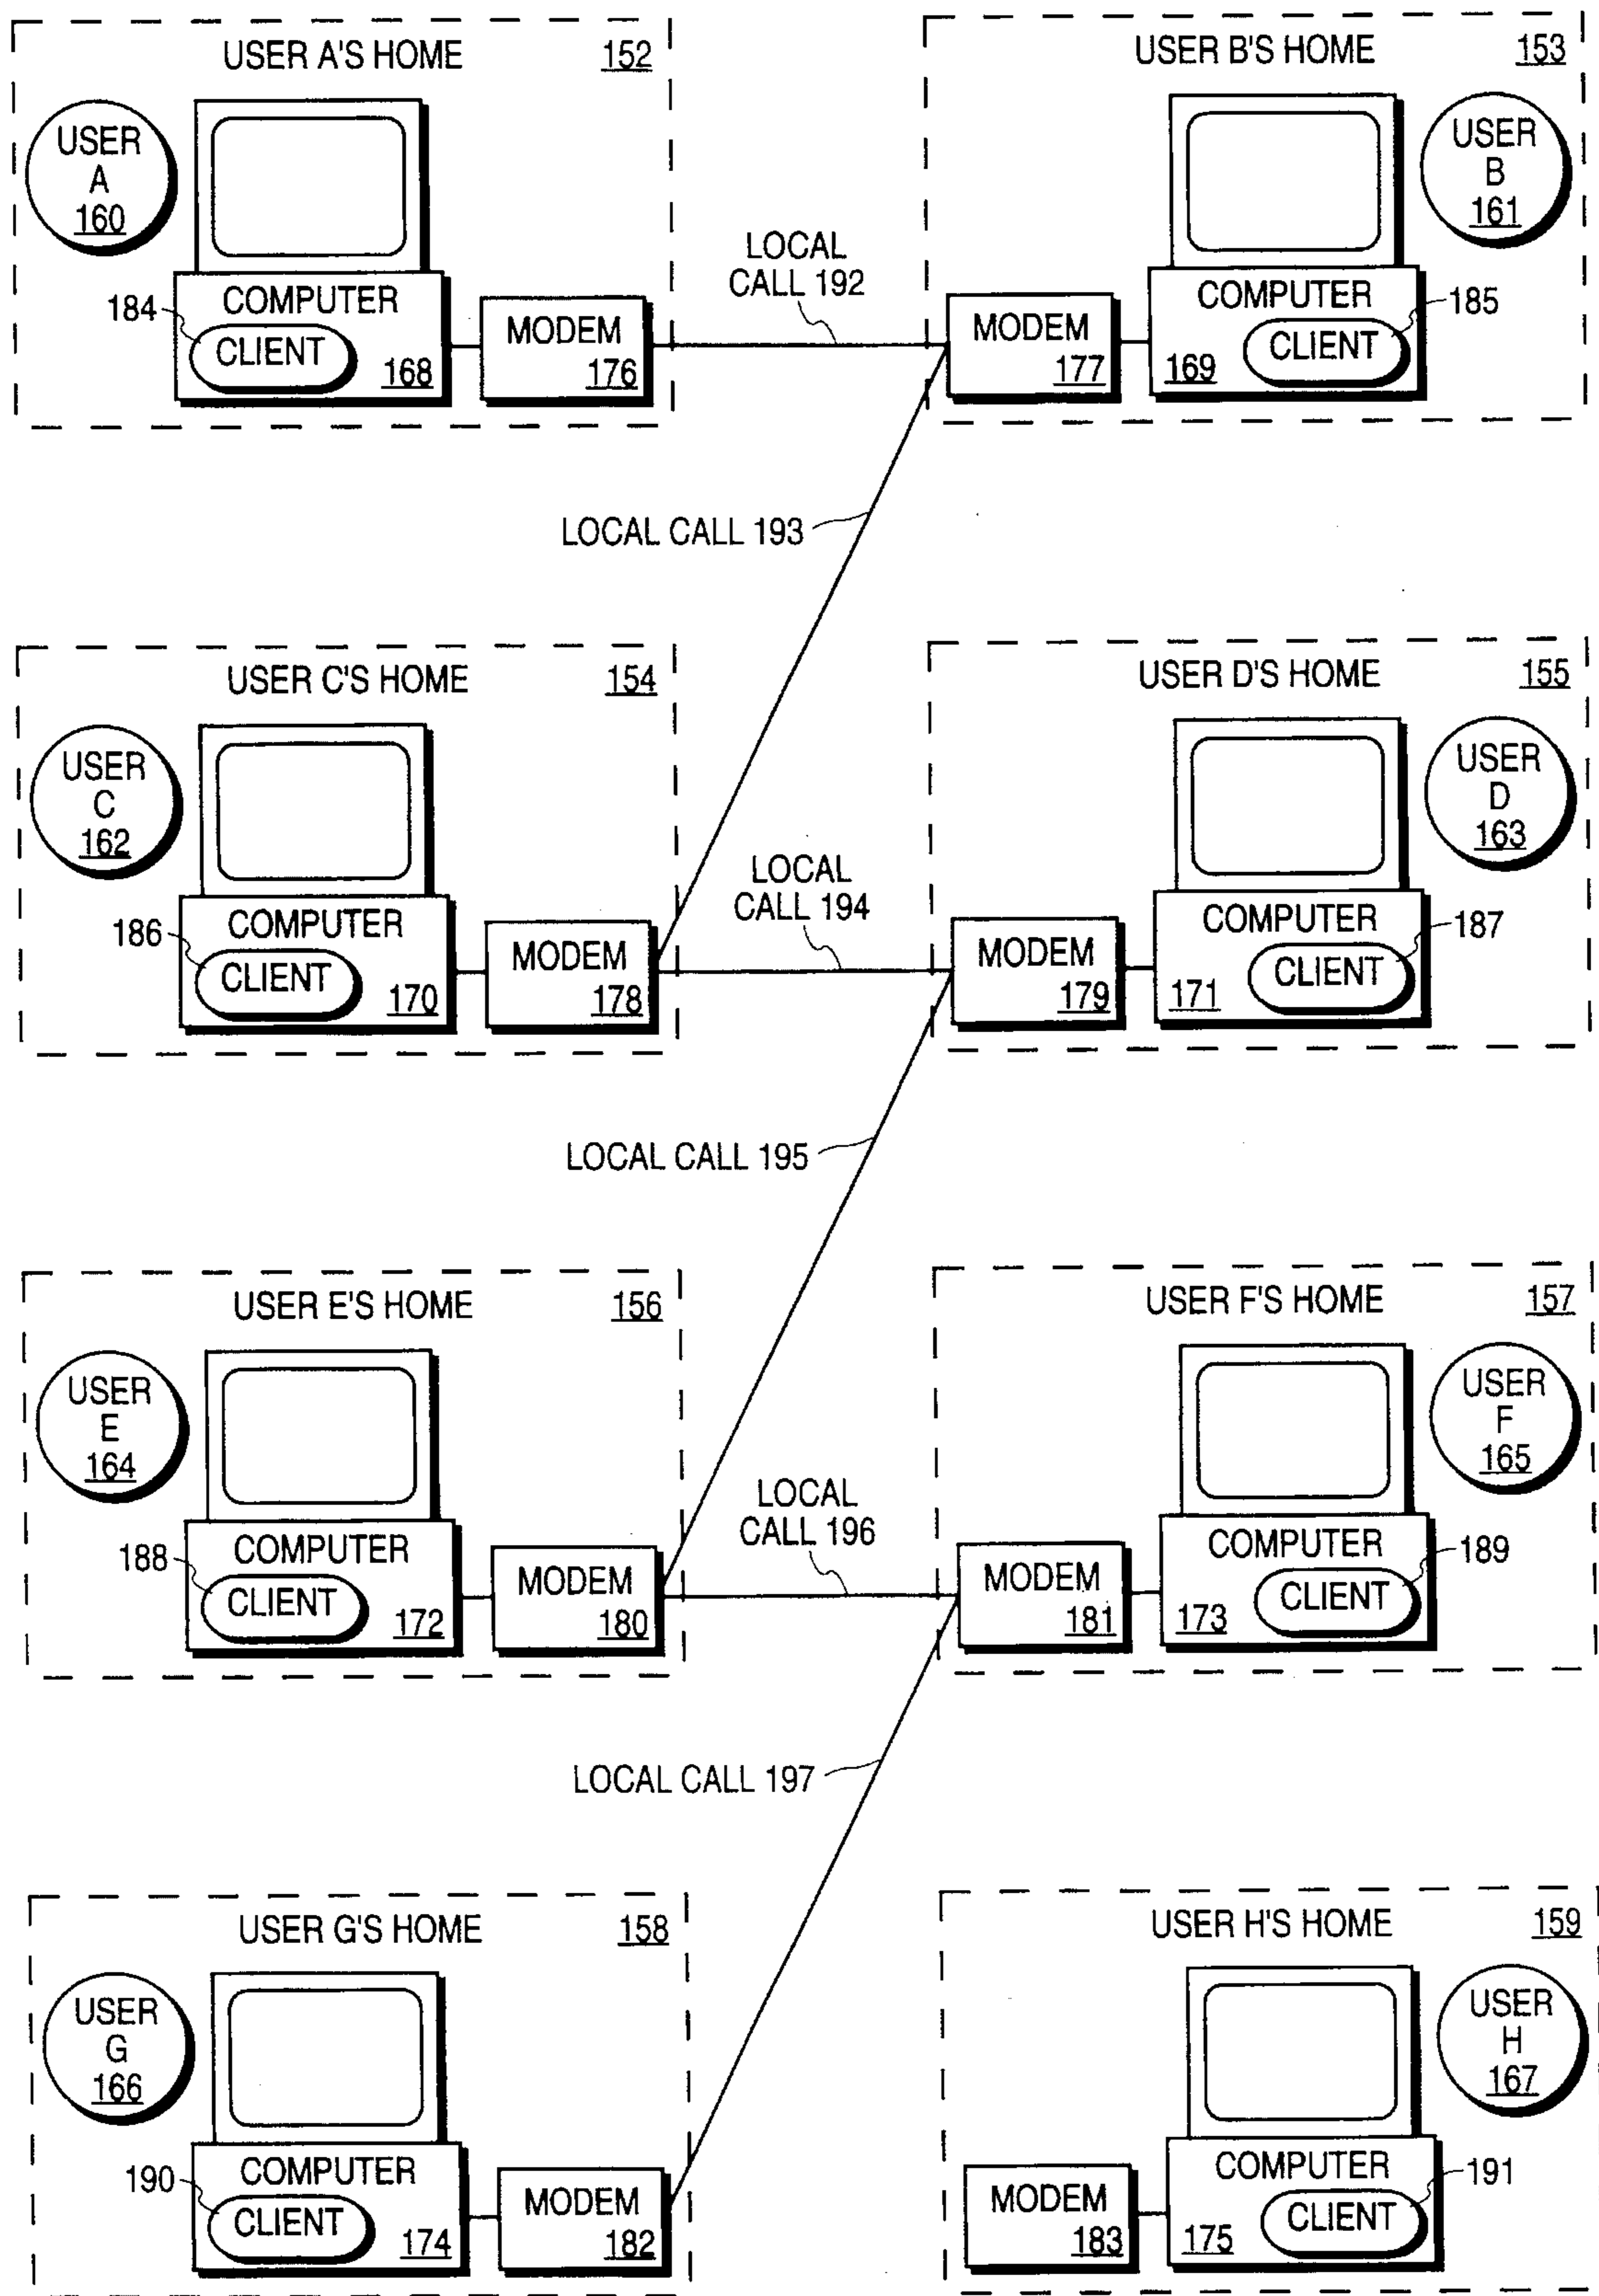 USER A'S HOME 152
USER
A
160
COMPUTER
184
CLIENT
168
MODEM
176
LOCAL
CALL 192
USER B'S HOME 153
USER
B
161
MODEM
177
COMPUTER
185
CLIENT
169
LOCAL CALL 193
USER C'S HOME 154
USER
C
162
COMPUTER
186
CLIENT
170
MODEM
178
LOCAL
CALL 194
USER D'S HOME 155
USER
D
163
MODEM
179
COMPUTER
187
CLIENT
171
LOCAL CALL 195
USER E'S HOME 156
USER
E
164
COMPUTER
188
CLIENT
172
MODEM
180
LOCAL
CALL 196
USER F'S HOME 157
USER
F
165
MODEM
181
COMPUTER
189
CLIENT
173
LOCAL CALL 197
USER G'S HOME 158
USER
G
166
COMPUTER
190
CLIENT
174
MODEM
182
USER H'S HOME 159
USER
H
167
MODEM
183
COMPUTER
191
CLIENT
175